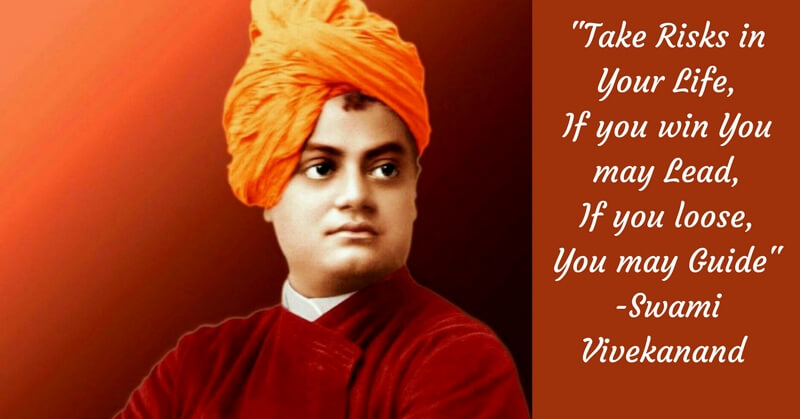 "Take Risks in
Your Life,
If you win You
may Lead,
If you loose,
You may Guide"
-Swami
Vivekanand